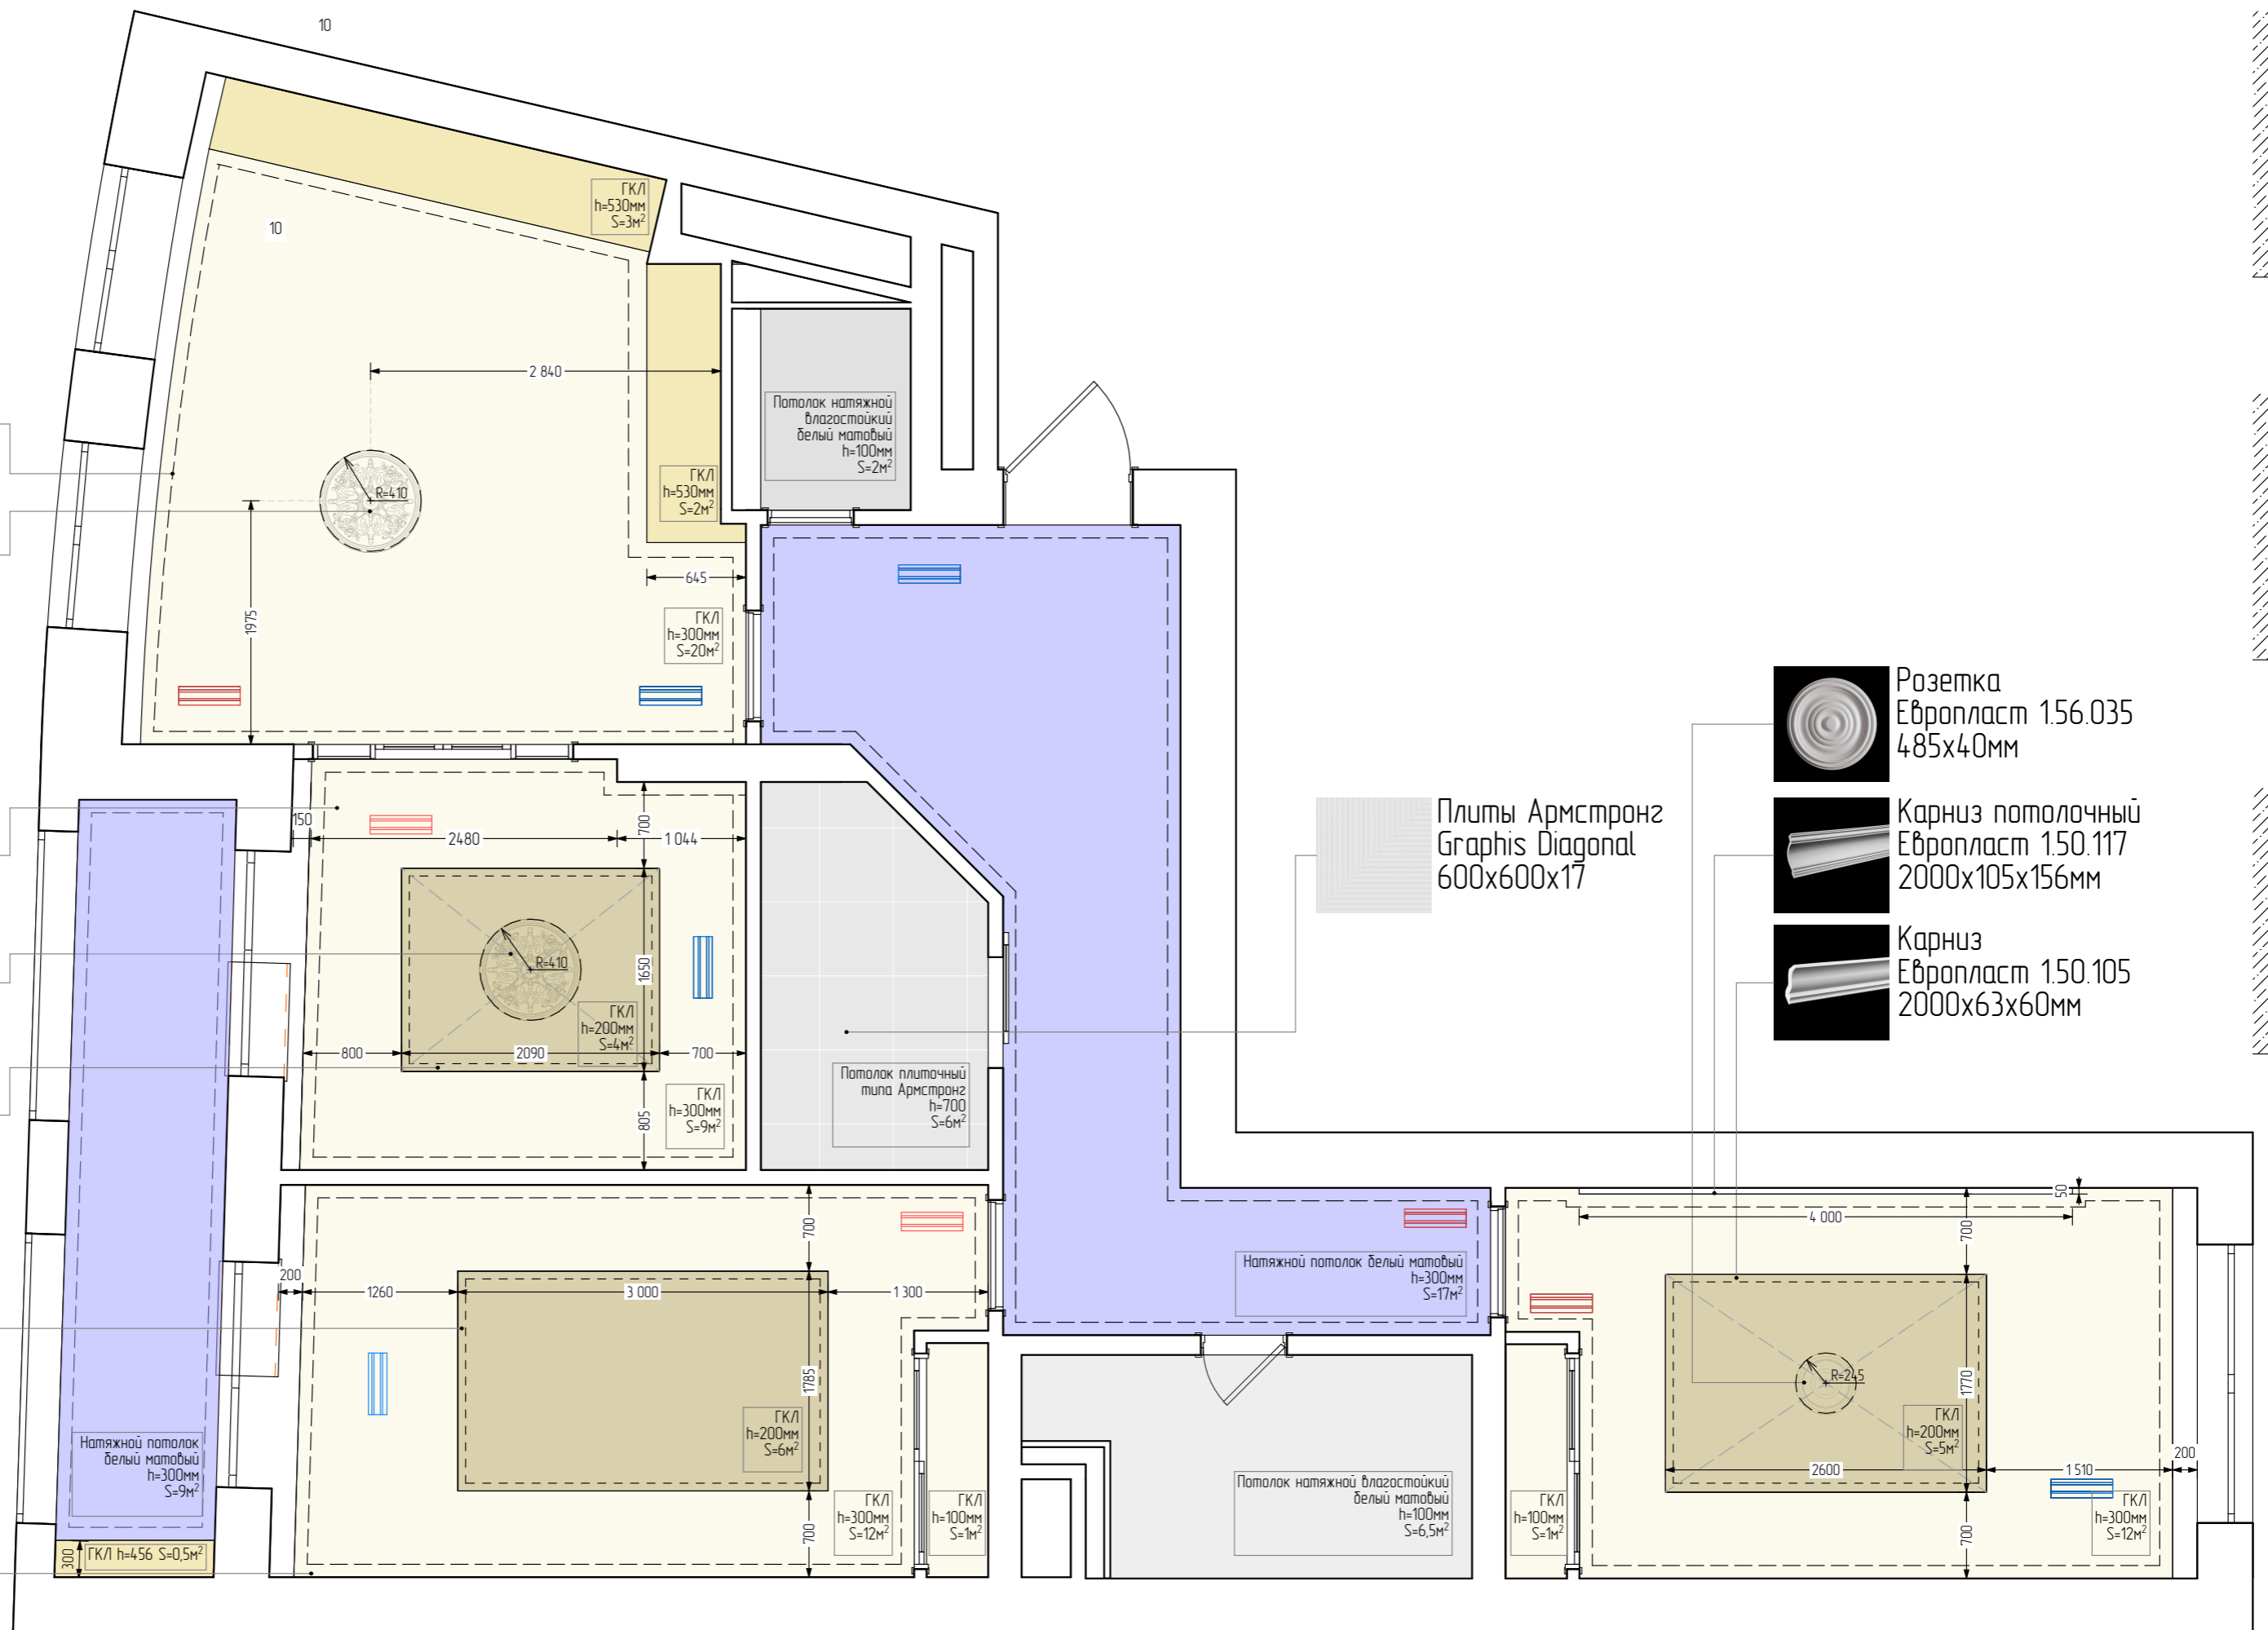 10
ГКЛ
h=530мм
S=3м²
10
2 840
Потолок натяжной
влагостойкий
белый матовый
h=100мм
S=2м²
ГКЛ
h=530мм
S=2м²
R=410
645
1975
ГКЛ
h=300мм
S=20м²
Розетка
Европласт 1.56.035
485х40мм
Плиты Армстронг
Graphis Diagonal
600х600х17
Карниз потолочный
Европласт 1.50.117
2000х105х156мм
Карниз
Европласт 1.50.105
2000х63х60мм
150
2480
700
1 044
R=410
1650
ГКЛ
h=200мм
S=4м²
800
2090
700
ГКЛ
h=300мм
S=9м²
805
Потолок плиточный
типа Армстронг
h=700
S=6м²
200
1260
3 000
700
1 300
1785
ГКЛ
h=200мм
S=6м²
ГКЛ
h=300мм
S=12м²
700
ГКЛ
h=100мм
S=1м²
Натяжной потолок
белый матовый
h=300мм
S=9м²
300
ГКЛ h=456 S=0,5м²
Натяжной потолок белый матовый
h=300мм
S=17м²
Потолок натяжной влагостойкий
белый матовый
h=100мм
S=6,5м²
50
4 000
700
R=245
1770
ГКЛ
h=200мм
S=5м²
2600
1 510
200
ГКЛ
h=100мм
S=1м²
700
ГКЛ
h=300мм
S=12м²